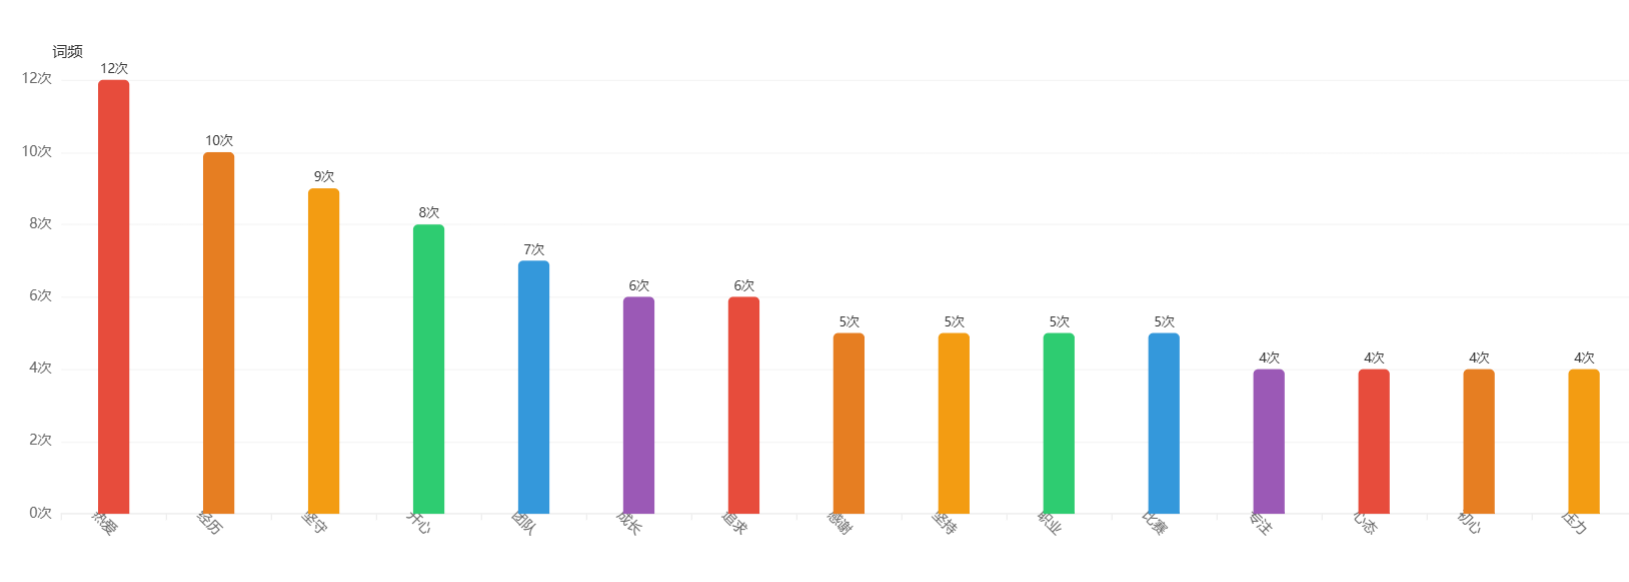 词频
12次
10次
8次
6次
4次
2次
0次
12次
10次
9次
8次
7次
6次
6次
5次
5次
5次
5次
4次
4次
4次
4次
热爱
经历
坚守
开心
团队
成长
追求
感谢
坚持
职业
比赛
专注
心态
初心
压力